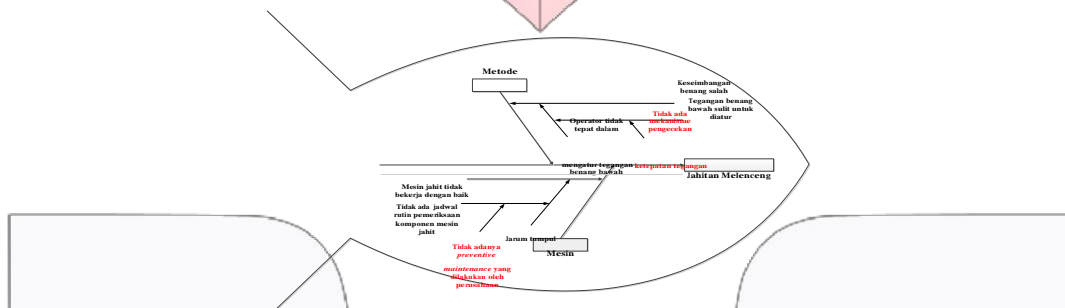 Metode
Keseimbangan
benang salah
Tegangan benang
bawah sulit untuk
diatur
Operator tidak
tepat dalam
mengatur tegangan
benang bawah
Tidak ada
mekanisme
pengecekan
ketepatan tegangan
Jahitan Melenceng
Mesin jahit tidak
bekerja dengan baik
Tidak ada jadwal
rutin pemeriksaan
komponen mesin
jahit
Jarum tumpul
Mesin
Tidak adanya
preventive
maintenance yang
dilakukan oleh
perusahaan